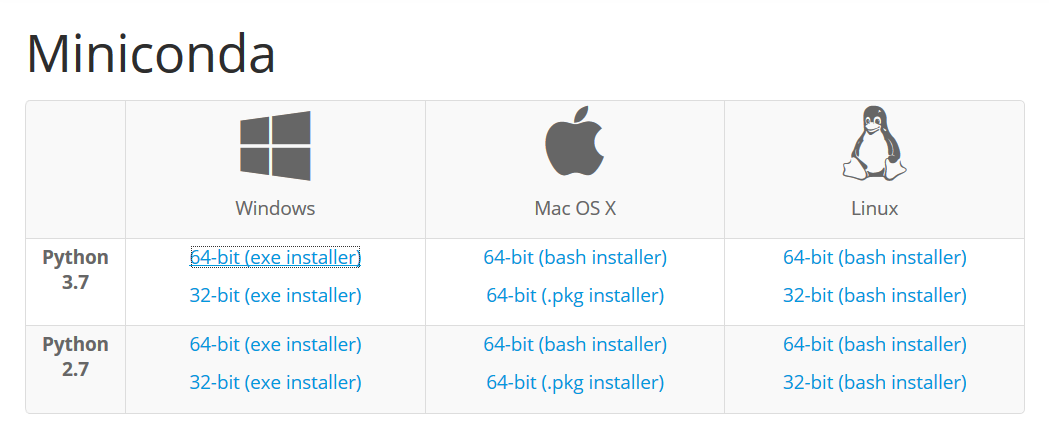 Miniconda
Windows
Mac OS X
Linux
Python 3.7
64-bit (exe installer)
64-bit (bash installer)
64-bit (bash installer)
32-bit (exe installer)
64-bit (.pkg installer)
32-bit (bash installer)
Python 2.7
64-bit (exe installer)
64-bit (bash installer)
64-bit (bash installer)
32-bit (exe installer)
64-bit (.pkg installer)
32-bit (bash installer)